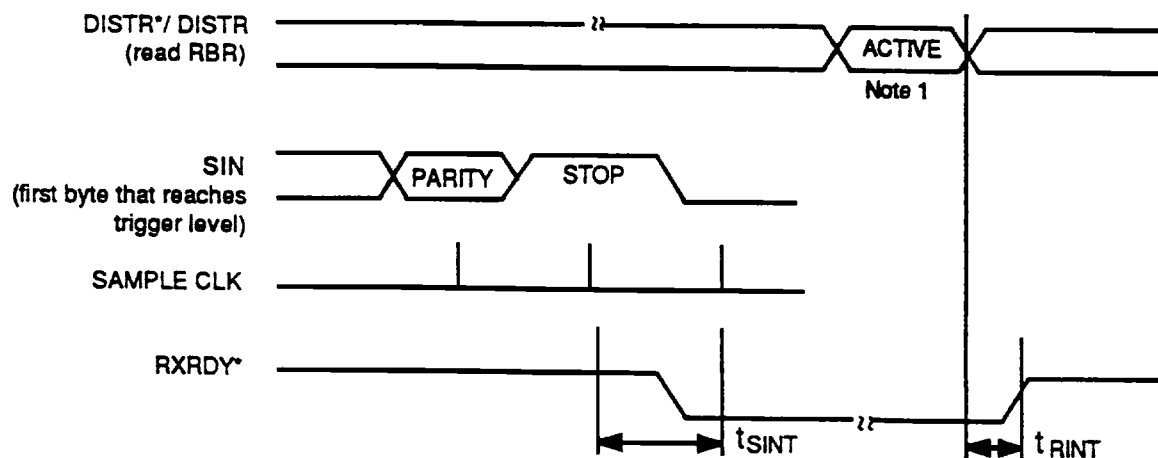 DISTR*/ DISTR
(read RBR)
ACTIVE
Note 1
SIN
(first byte that reaches
trigger level)
PARITY
STOP
SAMPLE CLK
RXRDY*
tSINT
tRINT